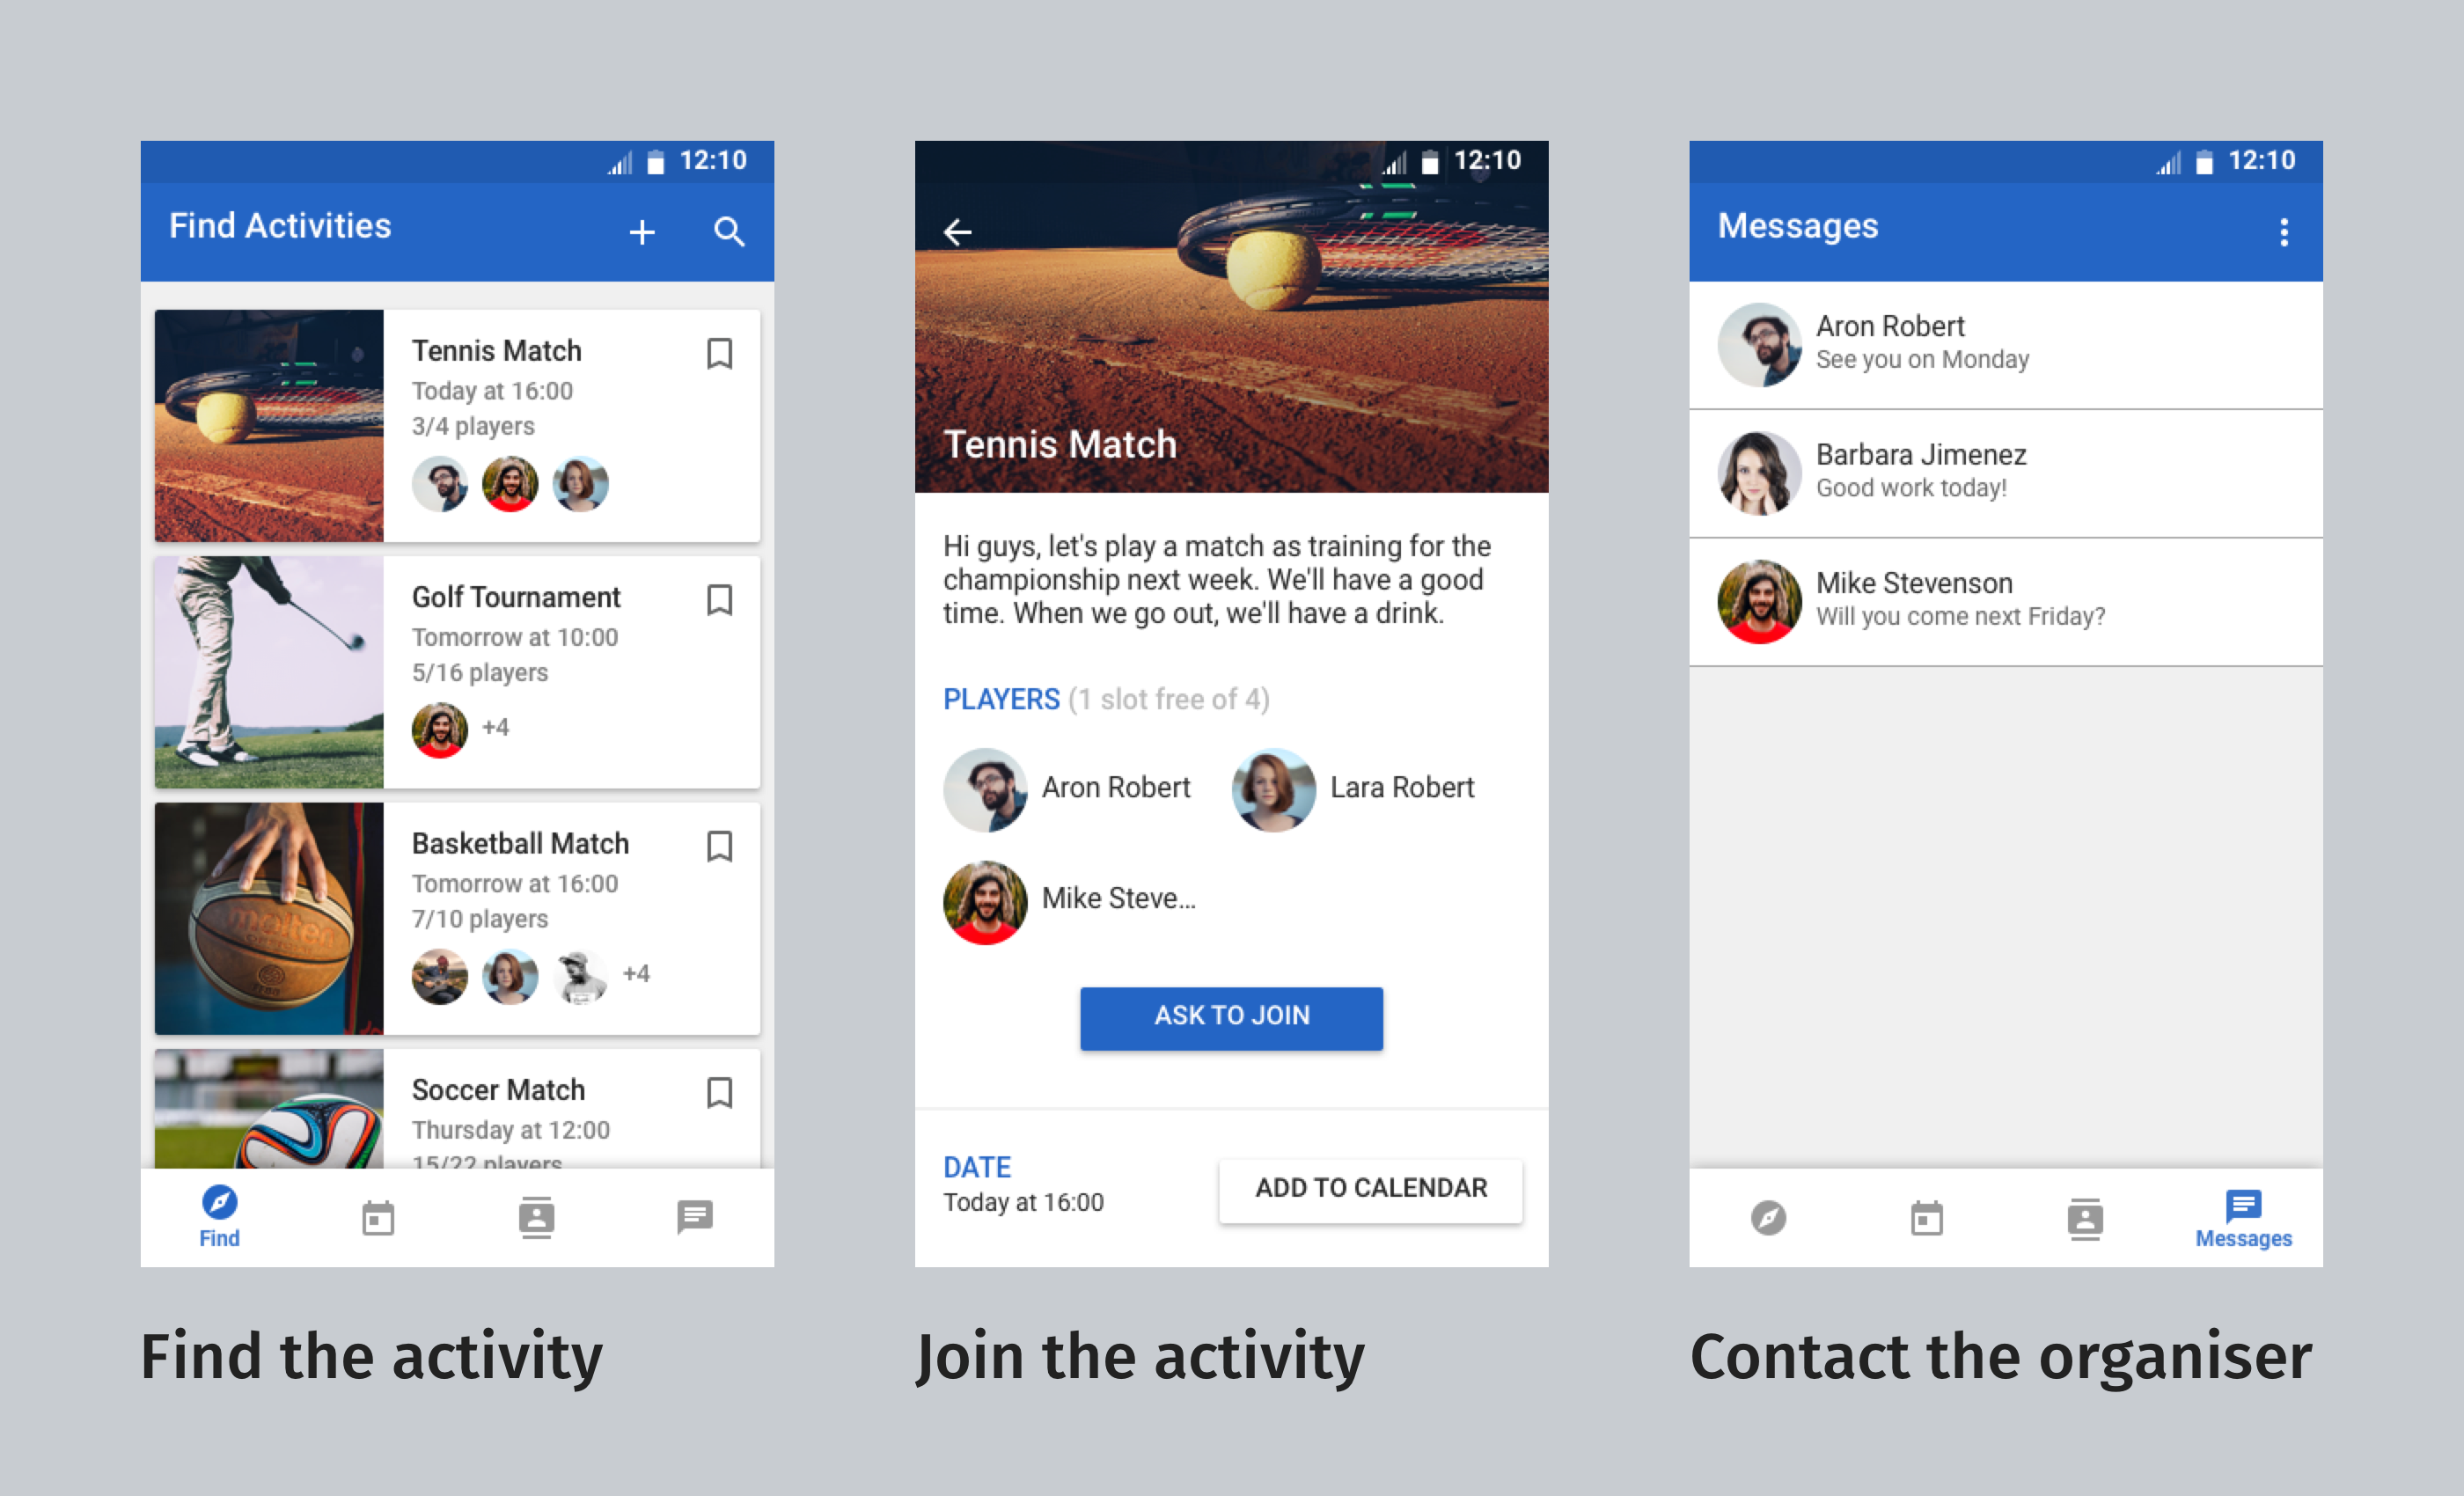 12:10
Find Activities
Tennis Match
Today at 16:00
3/4 players
Golf Tournament
Tomorrow at 10:00
5/16 players
+4
Basketball Match
Tomorrow at 16:00
7/10 players
+4
molten
Soccer Match
Thursday at 12:00
15/22 players
Find
Find the activity
12:10
Tennis Match
Hi guys, let's play a match as training for the
championship next week. We'll have a good
time. When we go out, we'll have a drink.
PLAYERS (1 slot free of 4)
Aron Robert
Lara Robert
Mike Steve...
ASK TO JOIN
DATE
Today at 16:00
ADD TO CALENDAR
Join the activity
12:10
Messages
Aron Robert
See you on Monday
Barbara Jimenez
Good work today!
Mike Stevenson
Will you come next Friday?
Messages
Contact the organiser